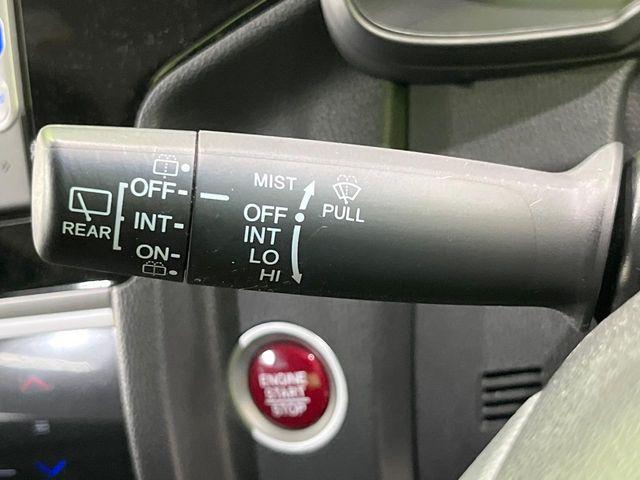 REAR
OFF-
INT-
ON-
MIST
OFF
INT
LO
HI
PULL
ENGINE
START
STOP